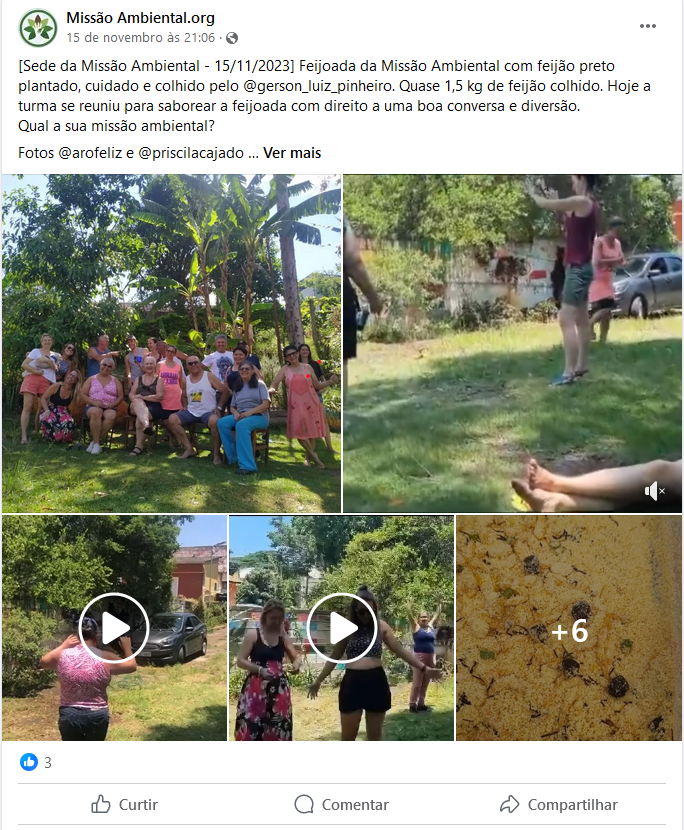 Missão Ambiental.org
15 de novembro às 21:06 ·
[Sede da Missão Ambiental - 15/11/2023] Feijoada da Missão Ambiental com feijão preto
plantado, cuidado e colhido pelo @gerson_luiz_pinheiro. Quase 1,5 kg de feijão colhido. Hoje a
turma se reuniu para saborear a feijoada com direito a uma boa conversa e diversão.
Qual a sua missão ambiental?
Fotos @arofeliz e @priscilacajado ... Ver mais
+6
3
Curtir
Comentar
Compartilhar